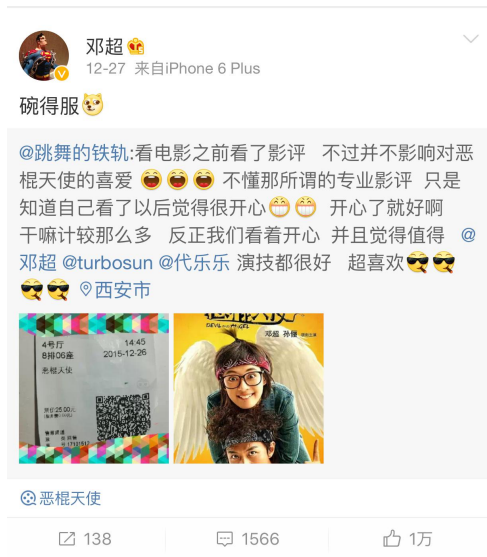 邓超
12-27 来自iPhone 6 Plus
碗得服
@跳舞的铁轨:看电影之前看了影评 不过并不影响对恶
棍天使的喜爱 不懂那所谓的专业影评 只是
知道自己看了以后觉得很开心 开心了就好啊
干嘛计较那么多 反正我们看着开心 并且觉得值得 @
邓超 @turbosun @代乐乐 演技都很好 超喜欢
西安市
4号厅 14:45
8排06座 2015-12-26
恶棍天使
恶棍天使
DEVIL AND ANGEL
邓超 孙俪
恶棍天使
138 1566 1万